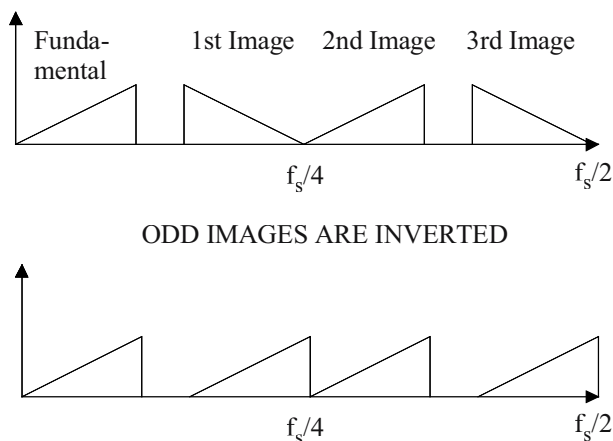 Funda-
mental
1st Image
2nd Image
3rd Image
fs/4
fs/2
ODD IMAGES ARE INVERTED
fs/4
fs/2